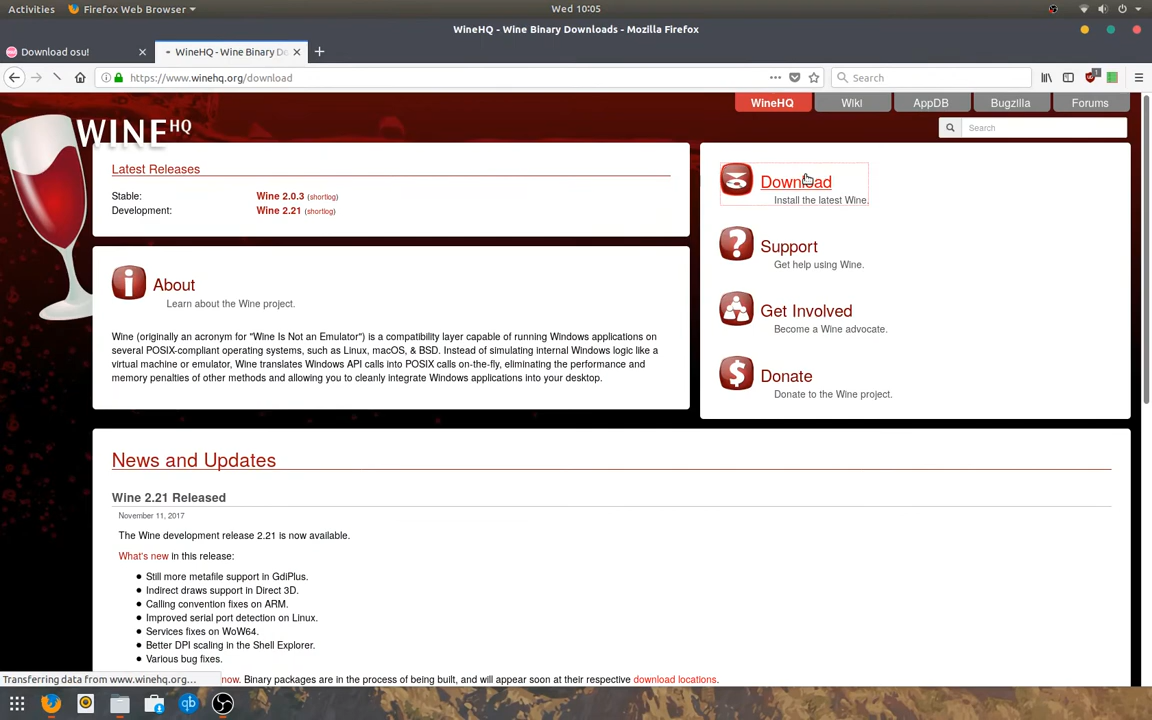 Activities
Firefox Web Browser
Wed 10:05
WineHQ - Wine Binary Downloads - Mozilla Firefox
Download osu!
WineHQ - Wine Binary Do
https://www.winehq.org/download
Search
WineHQ
Wiki
AppDB
Bugzilla
Forums
Search
WINE HQ
Latest Releases
Stable: Wine 2.0.3 (shortlog)
Development: Wine 2.21 (shortlog)
About
Learn about the Wine project.
Wine (originally an acronym for "Wine Is Not an Emulator") is a compatibility layer capable of running Windows applications on
several POSIX-compliant operating systems, such as Linux, macOS, & BSD. Instead of simulating internal Windows logic like a
virtual machine or emulator, Wine translates Windows API calls into POSIX calls on-the-fly, eliminating the performance and
memory penalties of other methods and allowing you to cleanly integrate Windows applications into your desktop.
Download
Install the latest Wine.
Support
Get help using Wine.
Get Involved
Become a Wine advocate.
Donate
Donate to the Wine project.
News and Updates
Wine 2.21 Released
November 11, 2017
The Wine development release 2.21 is now available.
What's new in this release:
Still more metafile support in GdiPlus.
Indirect draws support in Direct 3D.
Calling convention fixes on ARM.
Improved serial port detection on Linux.
Services fixes on WoW64.
Better DPI scaling in the Shell Explorer.
Various bug fixes.
Transferring data from www.winehq.org…
now. Binary packages are in the process of being built, and will appear soon at their respective download locations.
qb